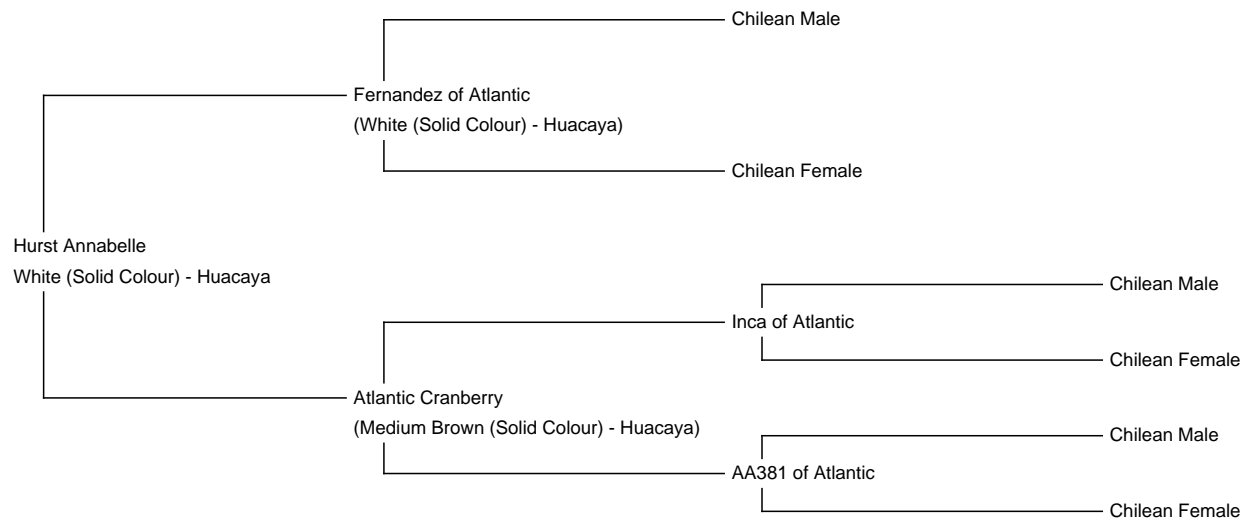 Chilean Male
Fernandez of Atlantic
(White (Solid Colour) - Huacaya)
Chilean Female
Hurst Annabelle
White (Solid Colour) - Huacaya
Chilean Male
Inca of Atlantic
Chilean Female
Atlantic Cranberry
(Medium Brown (Solid Colour) - Huacaya)
Chilean Male
AA381 of Atlantic
Chilean Female